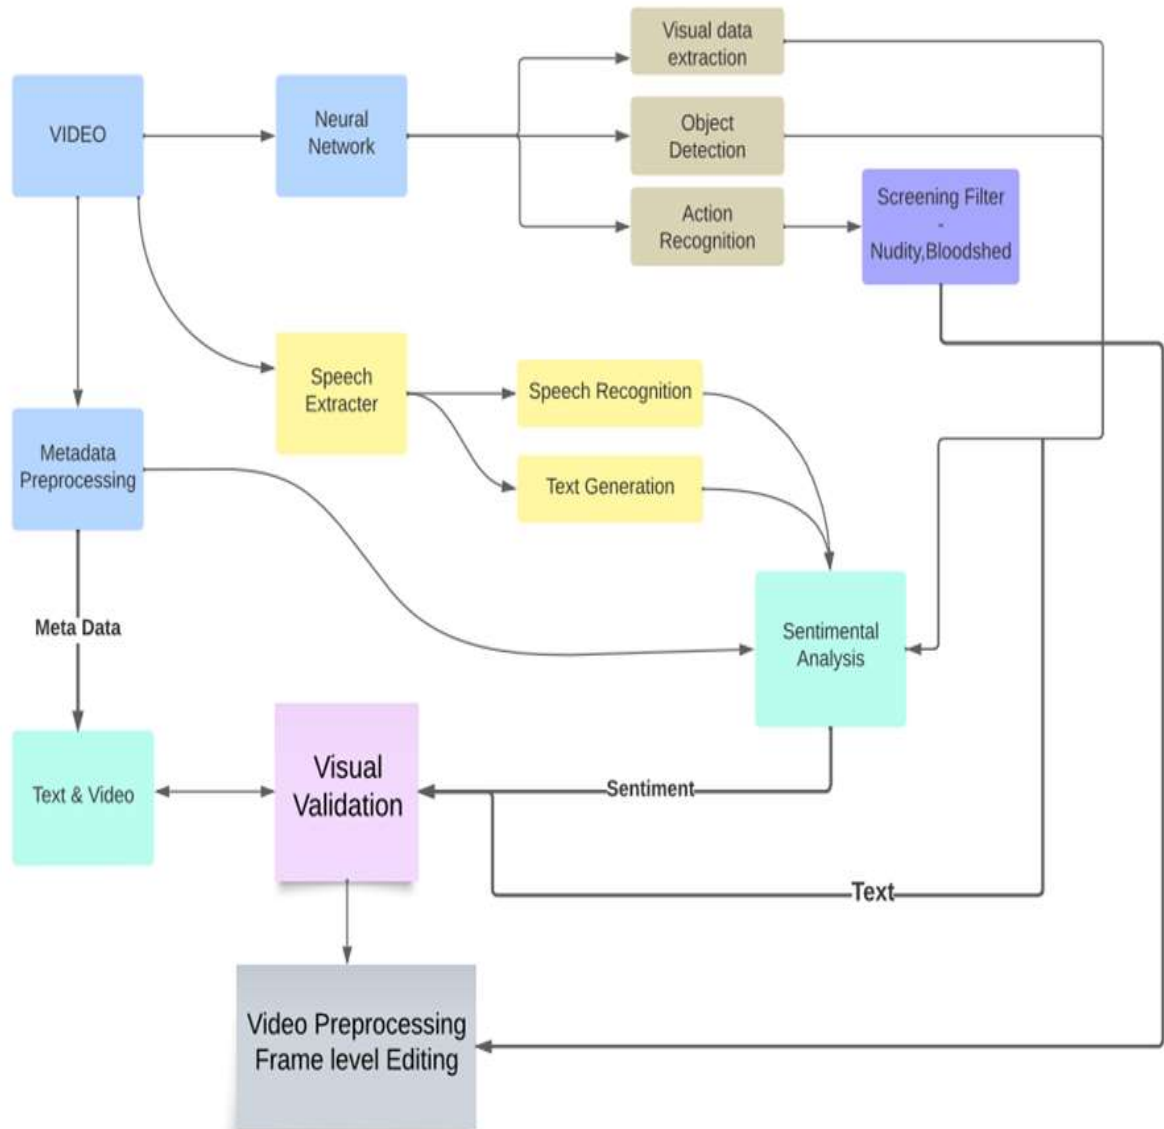 Visual data
extraction
VIDEO
Neural
Network
Object
Detection
Action
Recognition
Screening Filter
-
Nudity,Bloodshed
Speech
Extracter
Speech Recognition
Metadata
Preprocessing
Text Generation
Meta Data
Sentimental
Analysis
Text & Video
Visual
Validation
Sentiment
Text
Video Preprocessing
Frame level Editing